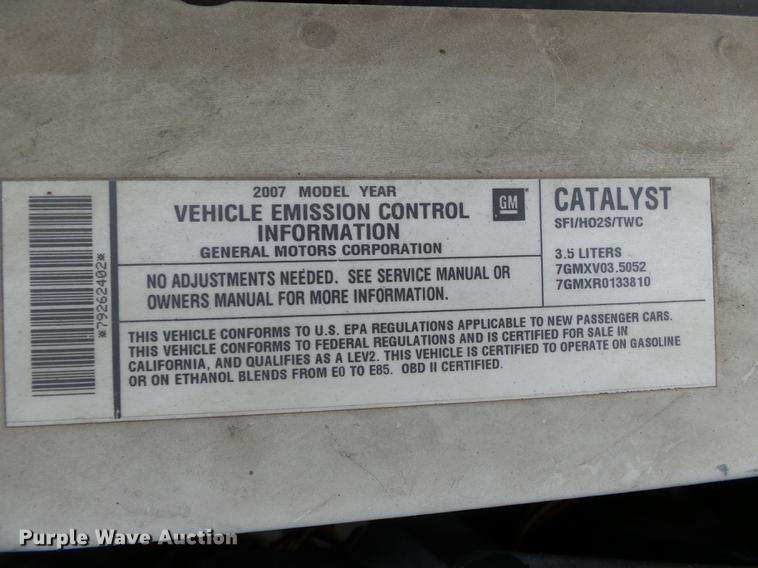 *79262402*
2007 MODEL YEAR
VEHICLE EMISSION CONTROL
INFORMATION
GENERAL MOTORS CORPORATION
GM
NO ADJUSTMENTS NEEDED. SEE SERVICE MANUAL OR
OWNERS MANUAL FOR MORE INFORMATION.
CATALYST
SFI/HO2S/TWC
3.5 LITERS
7GMXV03.5052
7GMXR0133810
THIS VEHICLE CONFORMS TO U.S. EPA REGULATIONS APPLICABLE TO NEW PASSENGER CARS.
THIS VEHICLE CONFORMS TO FEDERAL REGULATIONS AND IS CERTIFIED FOR SALE IN
CALIFORNIA, AND QUALIFIES AS A LEV2. THIS VEHICLE IS CERTIFIED TO OPERATE ON GASOLINE
OR ON ETHANOL BLENDS FROM E0 TO E85. OBD II CERTIFIED.
Purple Wave Auction